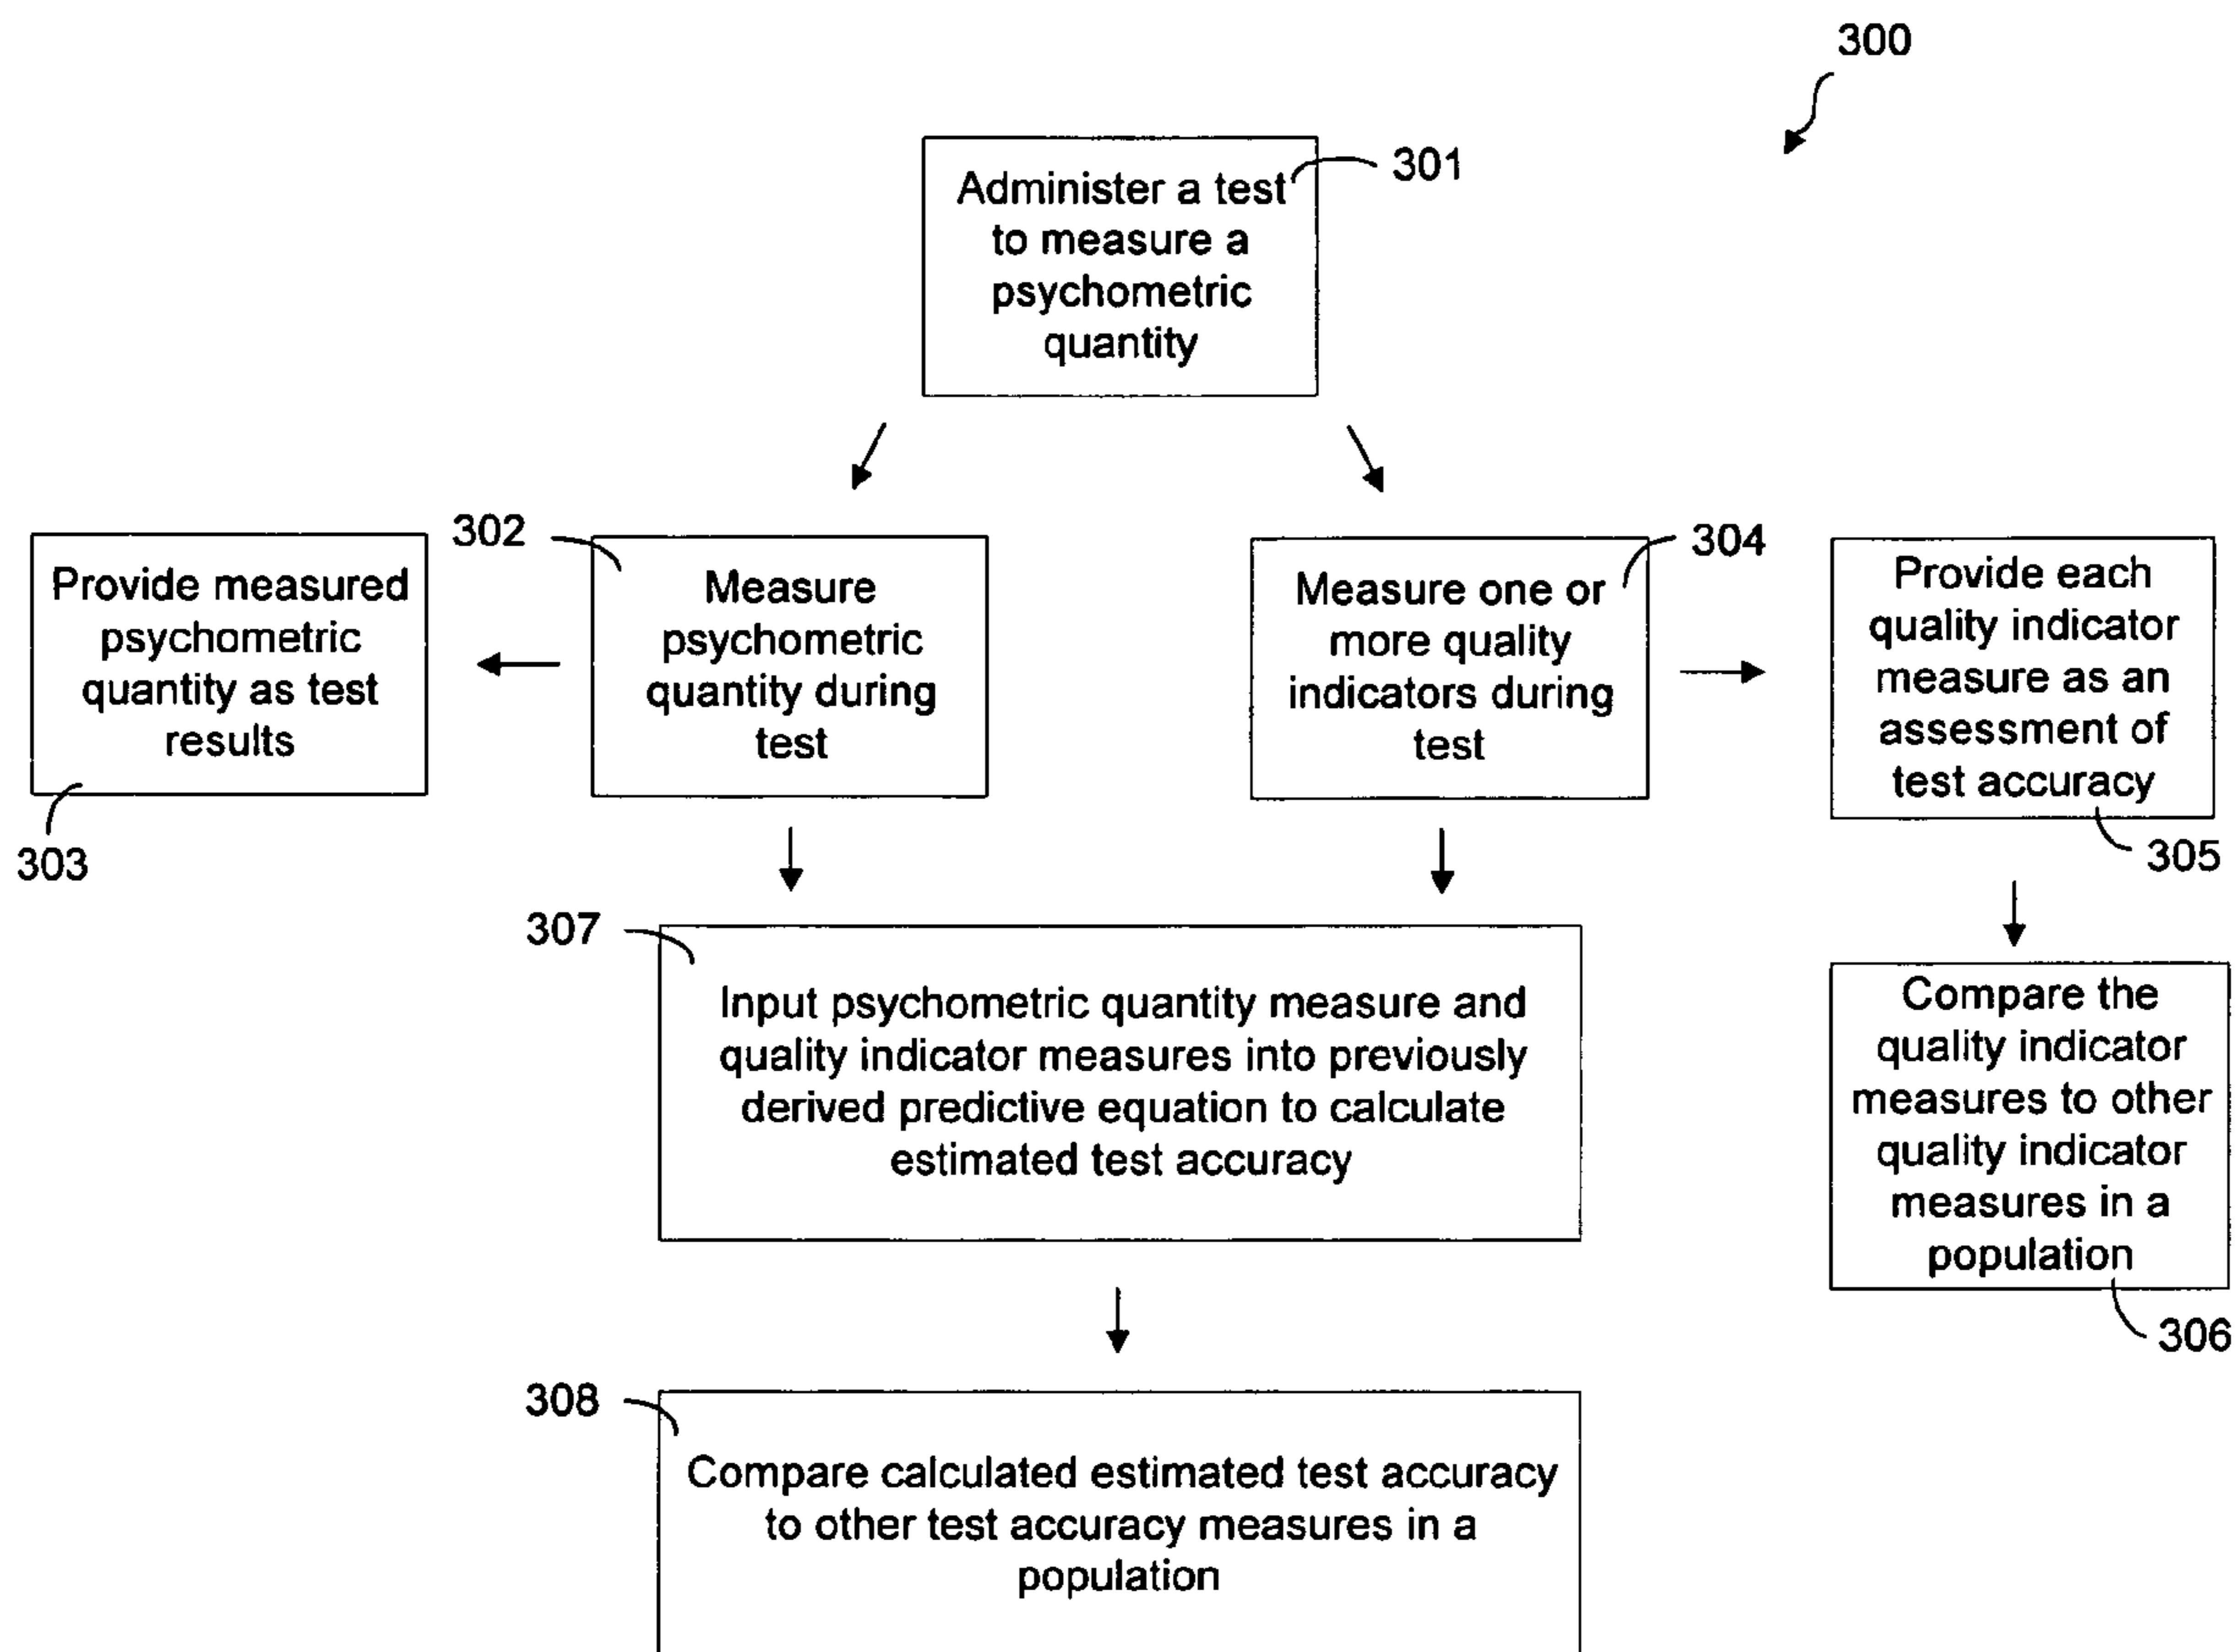 300
301
Administer a test
to measure a
psychometric
quantity
302
304
Provide measured
psychometric
quantity as test
results
303
Measure
psychometric
quantity during
test
Measure one or
more quality
indicators during
test
Provide each
quality indicator
measure as an
assessment of
test accuracy
305
307
Input psychometric quantity measure and
quality indicator measures into previously
derived predictive equation to calculate
estimated test accuracy
Compare the
quality indicator
measures to other
quality indicator
measures in a
population
306
308
Compare calculated estimated test accuracy
to other test accuracy measures in a
population